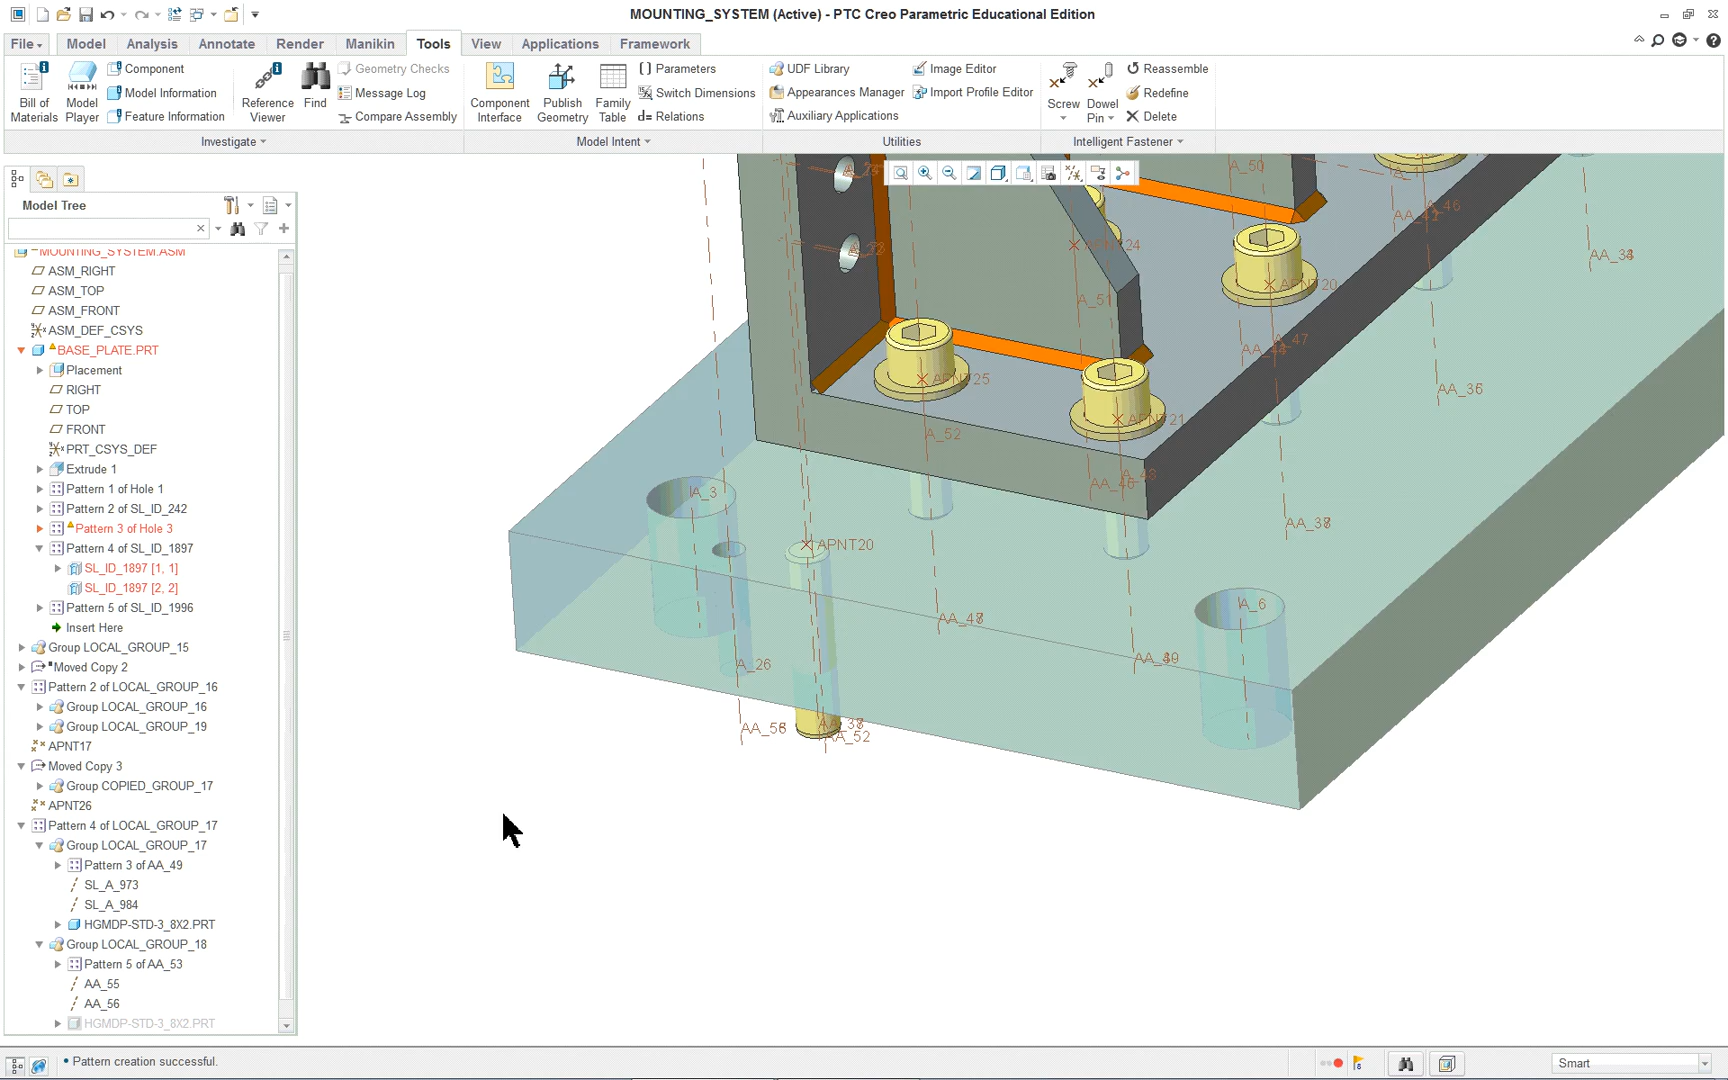 MOUNTING_SYSTEM (Active) - PTC Creo Parametric Educational Edition
File Model Analysis Annotate Render Manikin Tools View Applications Framework
Bill of Materials
Model Player
Component
Model Information
Feature Information
Reference Viewer
Find
Geometry Checks
Message Log
Compare Assembly
Investigate
Component Interface
Publish Geometry
Family Table
Parameters
Switch Dimensions
d= Relations
Model Intent
UDF Library
Appearances Manager
Auxiliary Applications
Image Editor
Import Profile Editor
Utilities
Screw
Dowel Pin
Reassemble
Redefine
Delete
Intelligent Fastener
Model Tree
MOUNTING_SYSTEM.ASM
ASM_RIGHT
ASM_TOP
ASM_FRONT
ASM_DEF_CSYS
BASE_PLATE.PRT
Placement
RIGHT
TOP
FRONT
PRT_CSYS_DEF
Extrude 1
Pattern 1 of Hole 1
Pattern 2 of SL_ID_242
Pattern 3 of Hole 3
Pattern 4 of SL_ID_1897
SL_ID_1897 [1, 1]
SL_ID_1897 [2, 2]
Pattern 5 of SL_ID_1996
Insert Here
Group LOCAL_GROUP_15
Moved Copy 2
Pattern 2 of LOCAL_GROUP_16
Group LOCAL_GROUP_16
Group LOCAL_GROUP_19
APNT17
Moved Copy 3
Group COPIED_GROUP_17
APNT26
Pattern 4 of LOCAL_GROUP_17
Group LOCAL_GROUP_17
Pattern 3 of AA_49
SL_A_973
SL_A_984
HGMDP-STD-3_8X2.PRT
Group LOCAL_GROUP_18
Pattern 5 of AA_53
AA_55
AA_56
HGMDP-STD-3_8X2.PRT
A_50
APNT20
A_51
A_47
AA_36
APNT25
APNT21
A_52
A_3
APNT20
A_6
A_26
AA_52
Pattern creation successful.
Smart